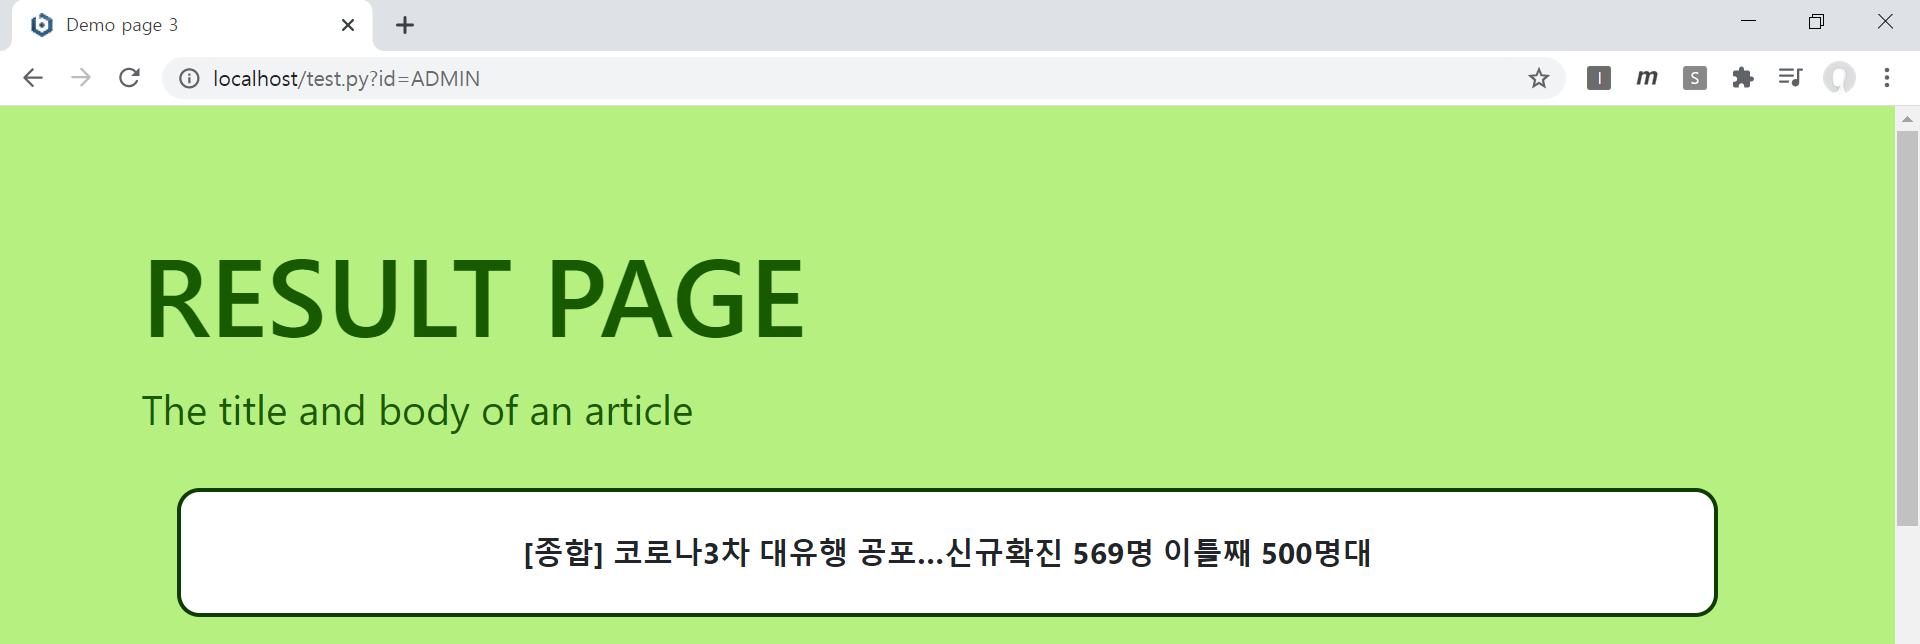 Demo page 3
localhost/test.py?id=ADMIN
I
m
S
RESULT PAGE
The title and body of an article
[종합] 코로나3차 대유행 공포...신규확진 569명 이틀째 500명대